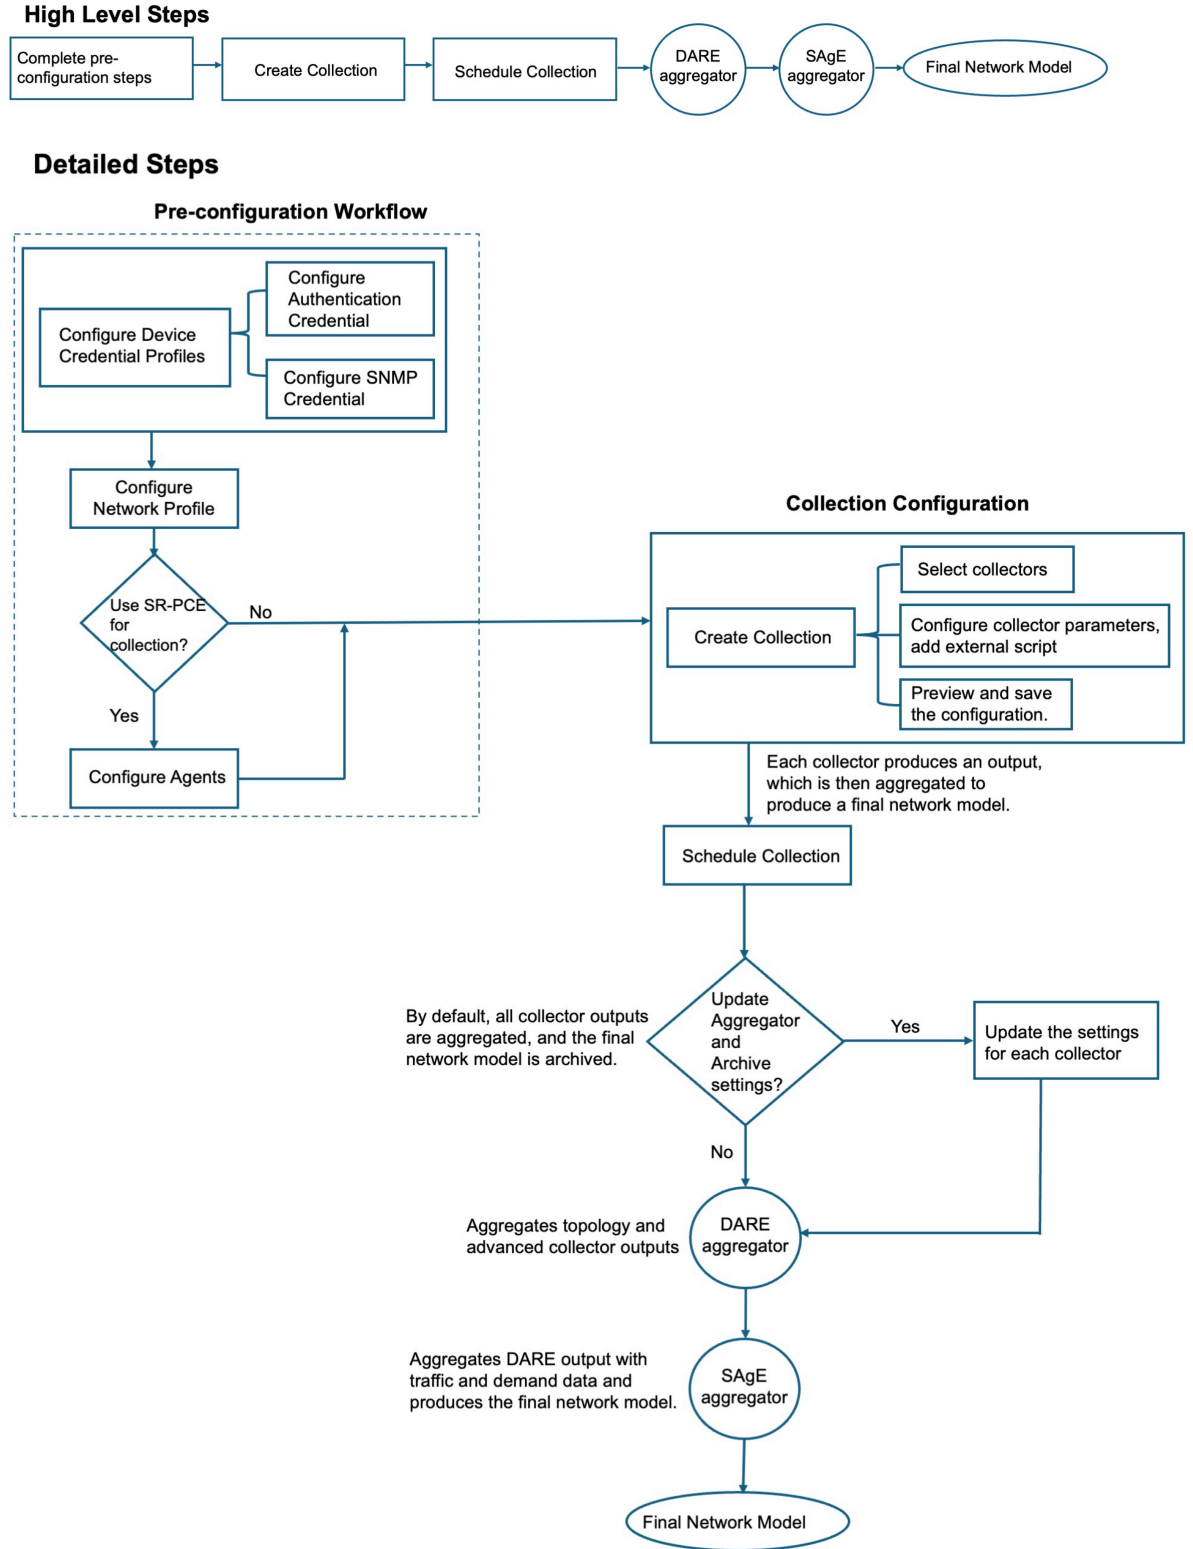 High Level Steps
Complete pre-
configuration steps
Create Collection
Schedule Collection
DARE
aggregator
SAgE
aggregator
Final Network Model
Detailed Steps
Pre-configuration Workflow
Configure
Authentication
Credential
Configure Device
Credential Profiles
Configure SNMP
Credential
Configure
Network Profile
Use SR-PCE
for
collection?
No
Yes
Configure Agents
Collection Configuration
Select collectors
Create Collection
Configure collector parameters,
add external script
Preview and save
the configuration.
Each collector produces an output,
which is then aggregated to
produce a final network model.
Schedule Collection
By default, all collector outputs
are aggregated, and the final
network model is archived.
Update
Aggregator
and
Archive
settings?
Yes
Update the settings
for each collector
No
Aggregates topology and
advanced collector outputs
DARE
aggregator
Aggregates DARE output with
traffic and demand data and
produces the final network model.
SAgE
aggregator
Final Network Model